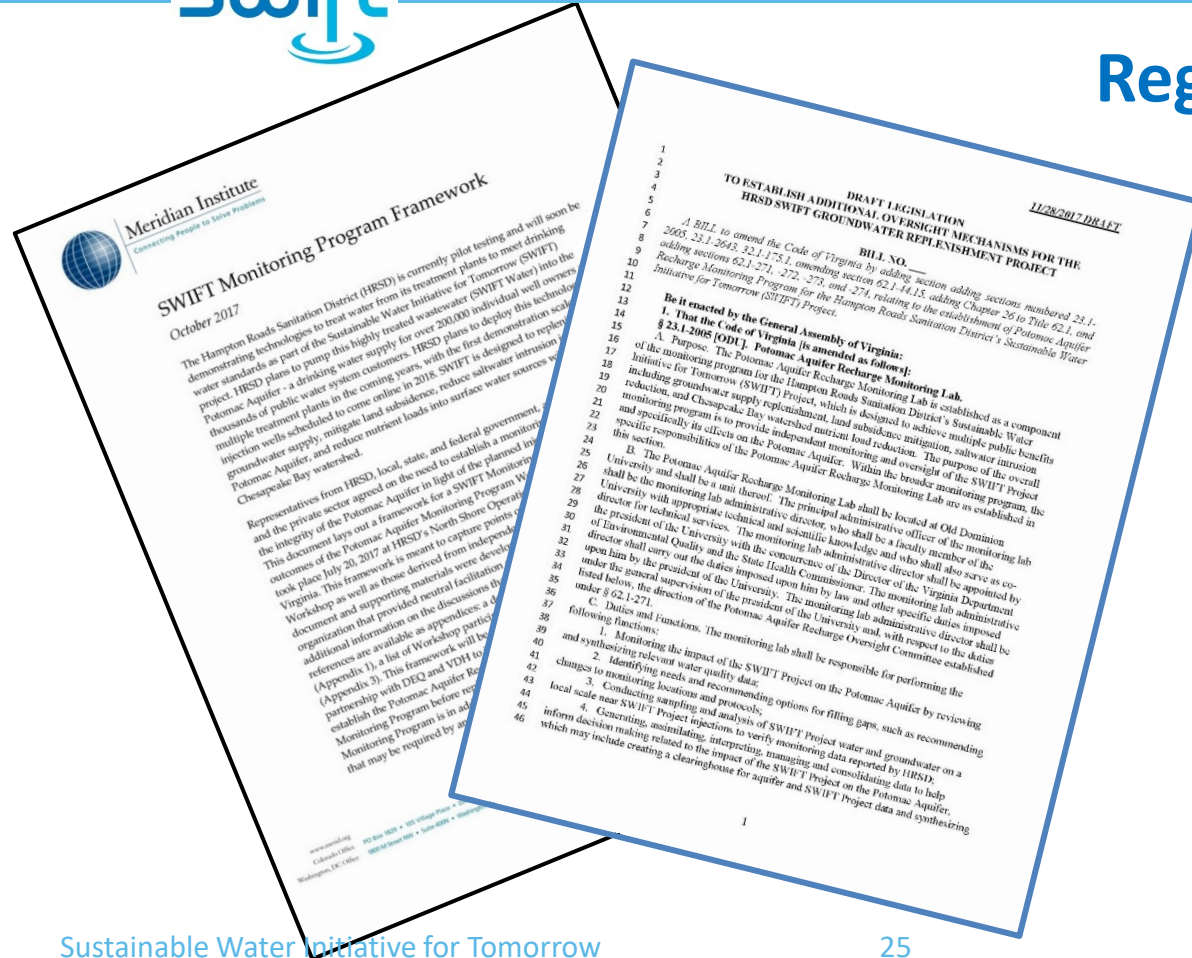 swift
Reg
Meridian Institute
Connecting People to Solve Problems
SWIFT Monitoring Program Framework
October 2017
The Hampton Roads Sanitation District (HRSD) is currently pilot testing and will soon be
demonstrating technologies to treat water from its treatment plants to meet drinking
water standards as part of the Sustainable Water Initiative for Tomorrow (SWIFT)
project. HRSD plans to pump this highly treated wastewater (SWIFT Water) into the
Potomac Aquifer - a drinking water supply for over 200,000 individual well owners
thousands of public water system customers. HRSD plans to deploy this
multiple treatment plants in the coming years, with the first demonstration
injection wells scheduled to come online in 2018. SWIFT is designed to
groundwater supply, mitigate land subsidence, reduce saltwater intrusion
Potomac Aquifer, and reduce nutrient loads into surface water sources
Chesapeake Bay watershed.
Representatives from HRSD, local, state, and federal government,
and the private sector agreed on the need to establish a
the integrity of the Potomac Aquifer in light of the planned
This document lays out a framework for a SWIFT
outcomes of the Potomac Aquifer Monitoring Program
took place July 20, 2017 at HRSD's North Shore
Virginia. This framework is meant to capture points
Workshop as well as those derived from
document and supporting materials were
organization that provided neutral facilitation
additional information on the discussions
references are available as appendices: a
(Appendix 1), a list of Workshop
(Appendix 3). This framework will be
partnership with DEQ and VDH to
establish the Potomac Aquifer
Monitoring Program before
Monitoring Program is in
that may be required by
www.merid.org
Colorado Office PO Box 1829 • 105 Village Place •
Washington, DC Office 1800 M Street NW • Suite 400N •
1
2
3
4
5
6
7
8
9
10
11
12
13
14
15
16
17
18
19
20
21
22
23
24
25
26
27
28
29
30
31
32
33
34
35
36
37
38
39
40
41
42
43
44
45
46
11/28/2017 DRAFT
DRAFT LEGISLATION
TO ESTABLISH ADDITIONAL OVERSIGHT MECHANISMS FOR THE
HRSD SWIFT GROUNDWATER REPLENISHMENT PROJECT
BILL NO. ___
A BILL to amend the Code of Virginia by adding section adding sections numbered 23.1-
2005, 23.1-2643, 32.1-175.1, amending section 62.1-44.15, adding Chapter 26 to Title 62.1, and
adding sections 62.1-271, -272, -273, and -274, relating to the establishment of Potomac Aquifer
Recharge Monitoring Program for the Hampton Roads Sanitation District's Sustainable Water
Initiative for Tomorrow (SWIFT) Project.
Be it enacted by the General Assembly of Virginia:
1. That the Code of Virginia [is amended as follows]:
§ 23.1-2005 [ODU]. Potomac Aquifer Recharge Monitoring Lab.
A. Purpose. The Potomac Aquifer Recharge Monitoring Lab is established as a component
of the monitoring program for the Hampton Roads Sanitation District's Sustainable Water
Initiative for Tomorrow (SWIFT) Project, which is designed to achieve multiple public benefits
including groundwater supply replenishment, land subsidence mitigation, saltwater intrusion
reduction, and Chesapeake Bay watershed nutrient load reduction. The purpose of the overall
monitoring program is to provide independent monitoring and oversight of the SWIFT Project
and specifically its effects on the Potomac Aquifer. Within the broader monitoring program, the
specific responsibilities of the Potomac Aquifer Recharge Monitoring Lab are as established in
this section.
B. The Potomac Aquifer Recharge Monitoring Lab shall be located at Old Dominion
University and shall be a unit thereof. The principal administrative officer of the monitoring lab
shall be the monitoring lab administrative director, who shall be a faculty member of the
University with appropriate technical and scientific knowledge and who shall also serve as co-
director for technical services. The monitoring lab administrative director shall be appointed by
the president of the University with the concurrence of the Director of the Virginia Department
of Environmental Quality and the State Health Commissioner. The monitoring lab administrative
director shall carry out the duties imposed upon him by law and other specific duties imposed
upon him by the president of the University. The monitoring lab administrative director shall be
under the general supervision of the president of the University and, with respect to the duties
listed below, the direction of the Potomac Aquifer Recharge Oversight Committee established
under § 62.1-271.
C. Duties and Functions. The monitoring lab shall be responsible for performing the
following functions:
1. Monitoring the impact of the SWIFT Project on the Potomac Aquifer by reviewing
and synthesizing relevant water quality data;
2. Identifying needs and recommending options for filling gaps, such as recommending
changes to monitoring locations and protocols;
3. Conducting sampling and analysis of SWIFT Project water and groundwater on a
local scale near SWIFT Project injections to verify monitoring data reported by HRSD;
4. Generating, assimilating, interpreting, managing and consolidating data to help
inform decision making related to the impact of the SWIFT Project on the Potomac Aquifer,
which may include creating a clearinghouse for aquifer and SWIFT Project data and synthesizing
1
Sustainable Water Initiative for Tomorrow
25